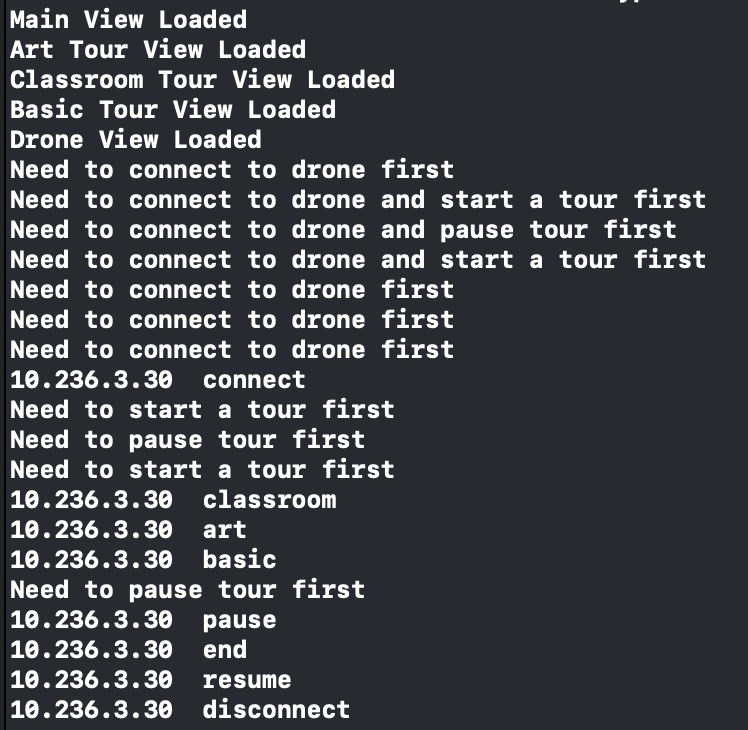 Main View Loaded
Art Tour View Loaded
Classroom Tour View Loaded
Basic Tour View Loaded
Drone View Loaded
Need to connect to drone first
Need to connect to drone and start a tour first
Need to connect to drone and pause tour first
Need to connect to drone and start a tour first
Need to connect to drone first
Need to connect to drone first
Need to connect to drone first
10.236.3.30  connect
Need to start a tour first
Need to pause tour first
Need to start a tour first
10.236.3.30  classroom
10.236.3.30  art
10.236.3.30  basic
Need to pause tour first
10.236.3.30  pause
10.236.3.30  end
10.236.3.30  resume
10.236.3.30  disconnect